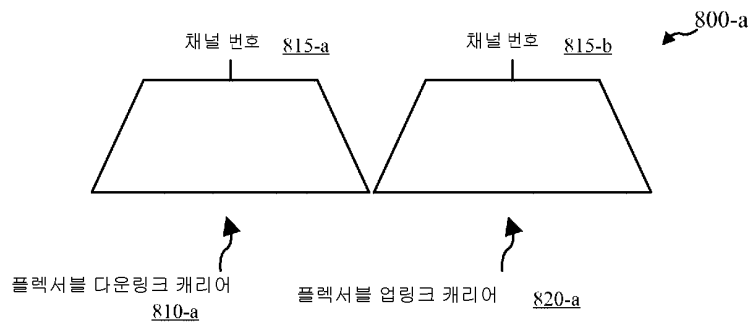 800-a
채널 번호 815-a
채널 번호 815-b
플렉서블 다운링크 캐리어
810-a
플렉서블 업링크 캐리어 820-a